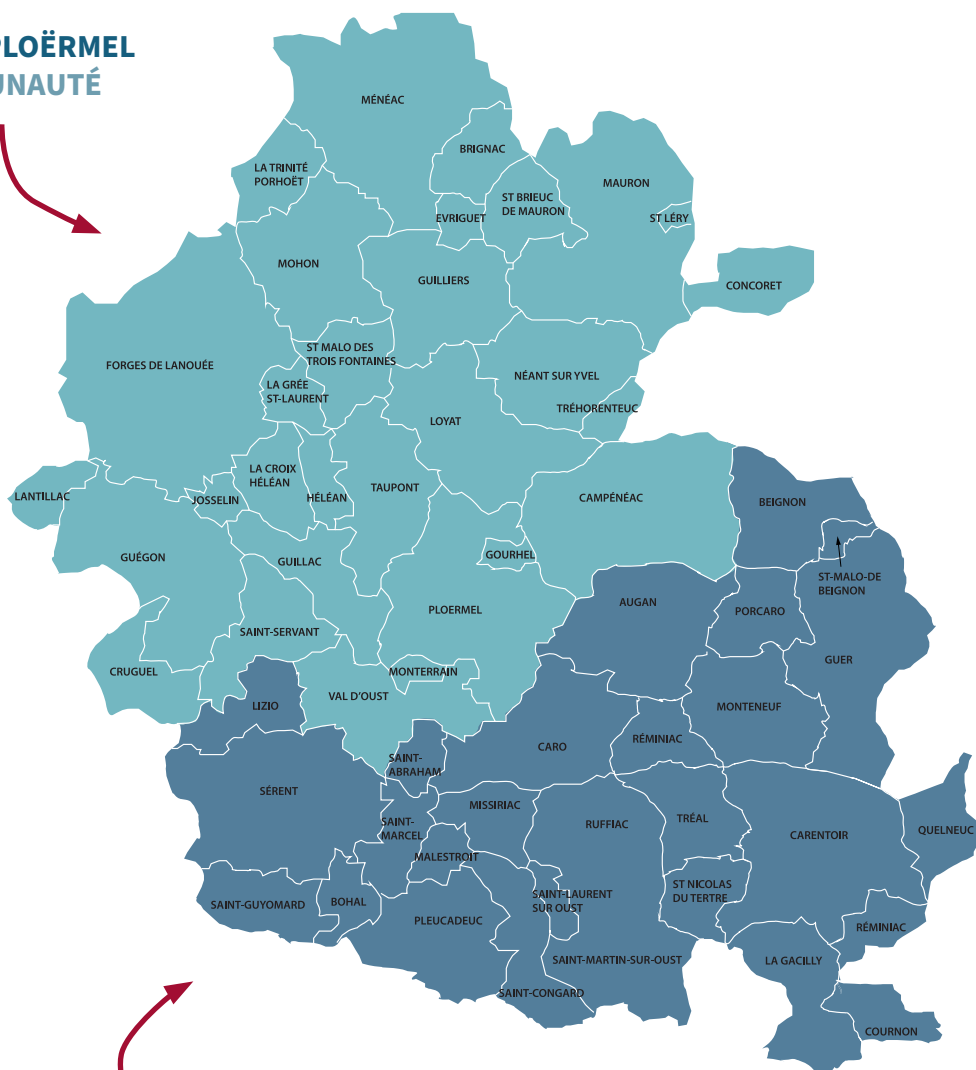 PLOËRMEL
UNAUTÉ
MÉNÉAC
BRIGNAC
LA TRINITÉ
PORHOËT
MAURON
ST BRIEUC
DE MAURON
EVRIGUET
ST LÉRY
MOHON
GUILLIERS
CONCORET
ST MALO DES
TROIS FONTAINES
FORGES DE LANOUÉE
NÉANT SUR YVEL
LA GRÉE
ST-LAURENT
TRÉHORENTEUC
LOYAT
LA CROIX
HÉLÉAN
LANTILLAC
JOSSELIN
HÉLÉAN
TAUPONT
CAMPÉNÉAC
BEIGNON
GUÉGON
GUILLAC
GOURHEL
ST-MALO-DE
BEIGNON
AUGAN
PORCARO
PLOERMEL
SAINT-SERVANT
GUER
CRUGUEL
MONTERRAIN
VAL D'OUST
LIZIO
MONTENEUF
CARO
RÉMINIAC
SAINT-
ABRAHAM
SÉRENT
MISSIRIAC
SAINT-
MARCEL
RUFFIAC
TRÉAL
CARENTOIR
QUELNEUC
MALESTROIT
ST NICOLAS
DU TERTRE
SAINT-GUYOMARD
BOHAL
SAINT-LAURENT
SUR OUST
PLEUCADEUC
RÉMINIAC
SAINT-MARTIN-SUR-OUST
LA GACILLY
SAINT-CONGARD
COURNON